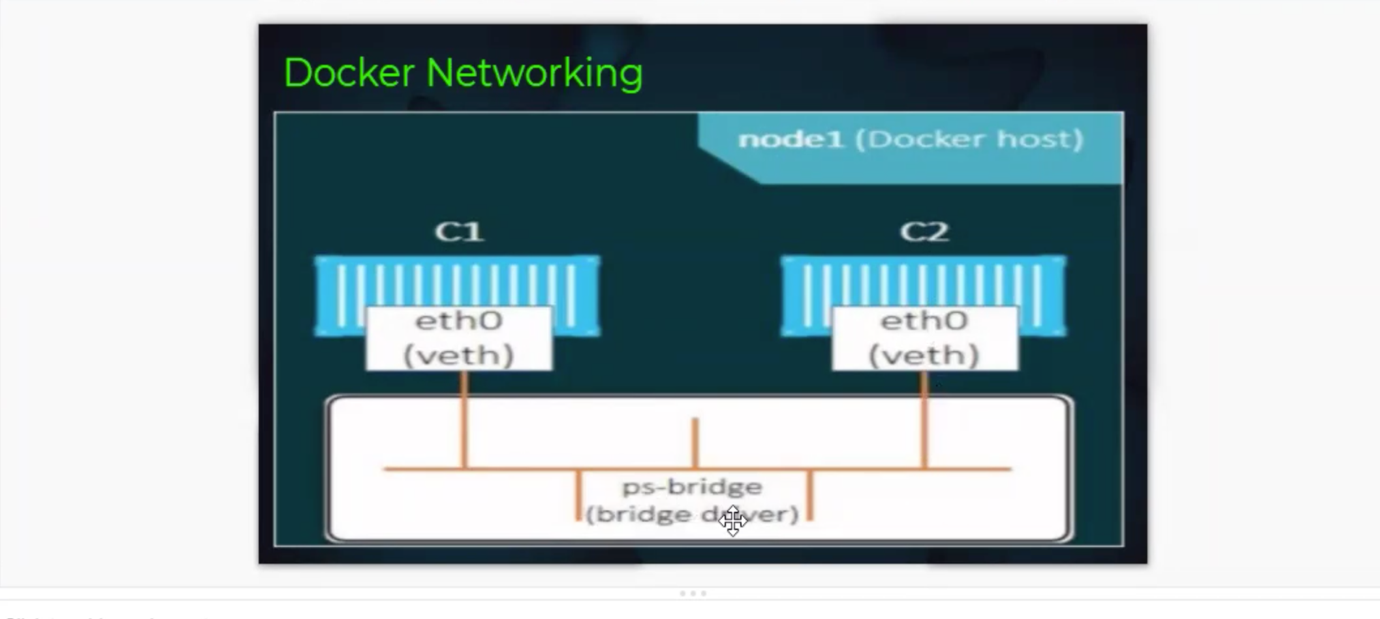 Docker Networking
node1 (Docker host)
C1
C2
eth0
(veth)
eth0
(veth)
ps-bridge
(bridge driver)